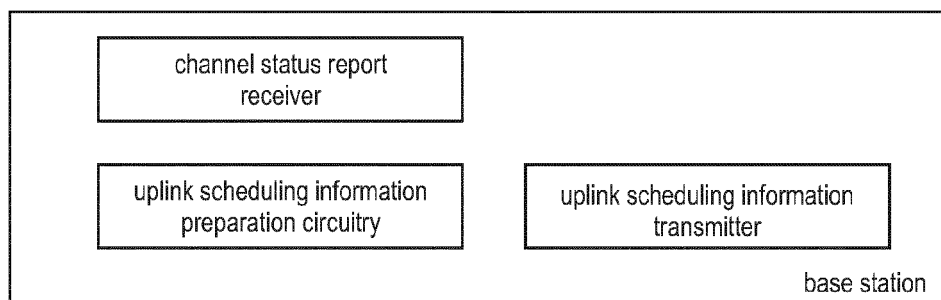 channel status report
receiver
uplink scheduling information
preparation circuitry
uplink scheduling information
transmitter
base station